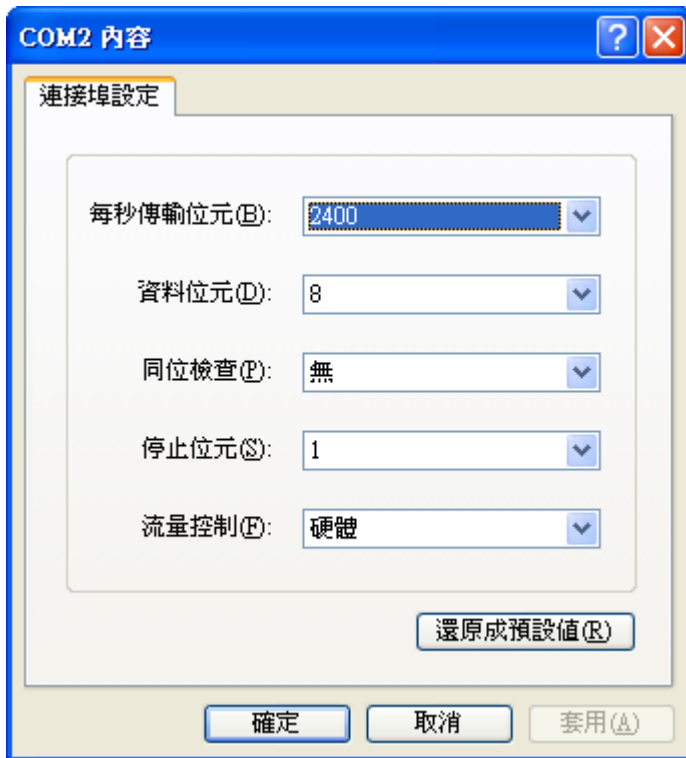 COM2 內容
連接埠設定
每秒傳輸位元(B): 2400
資料位元(D): 8
同位檢查(P): 無
停止位元(S): 1
流量控制(F): 硬體
還原成預設值(R)
確定 取消 套用(A)